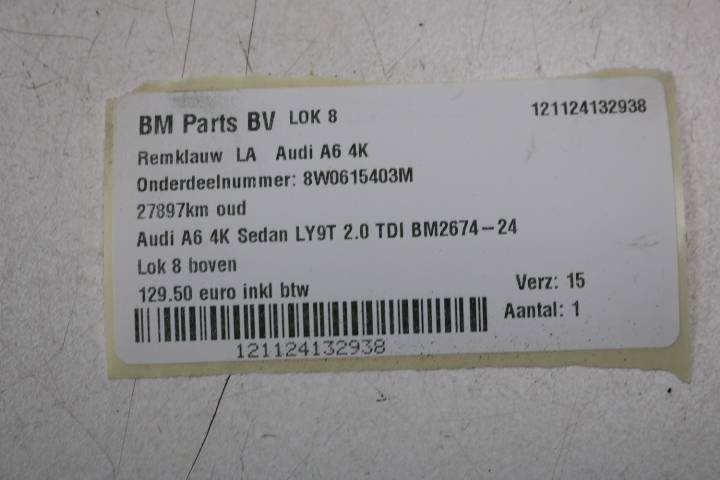 BM Parts BV LOK 8 121124132938
Remklauw LA Audi A6 4K
Onderdeelnummer: 8W0615403M
27897km oud
Audi A6 4K Sedan LY9T 2.0 TDI BM2674-24
Lok 8 boven
129.50 euro inkl btw Verz: 15
Aantal: 1
121124132938